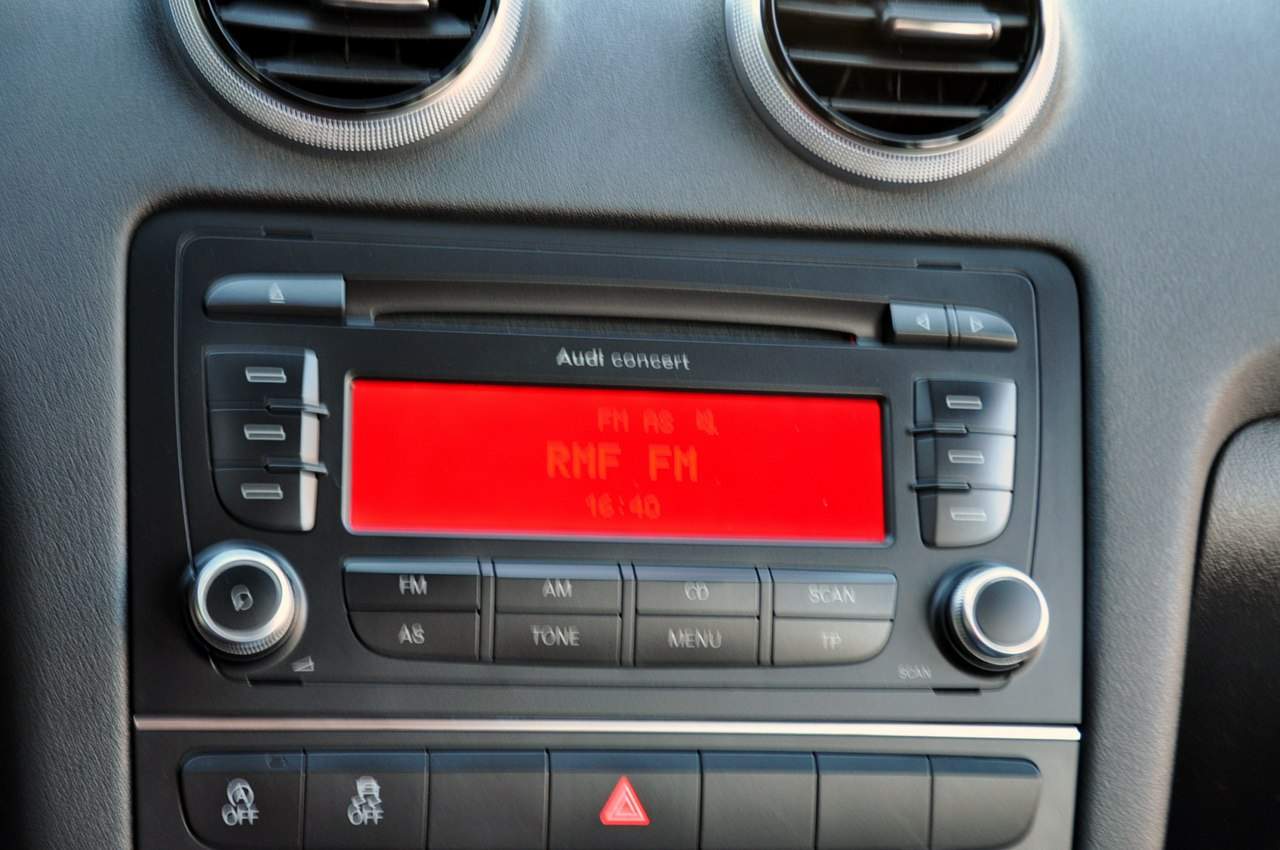 Audi concert
FM AS
RMF FM
16:40
FM AM CD SCAN
AS TONE MENU TP
SCAN
A
OFF OFF